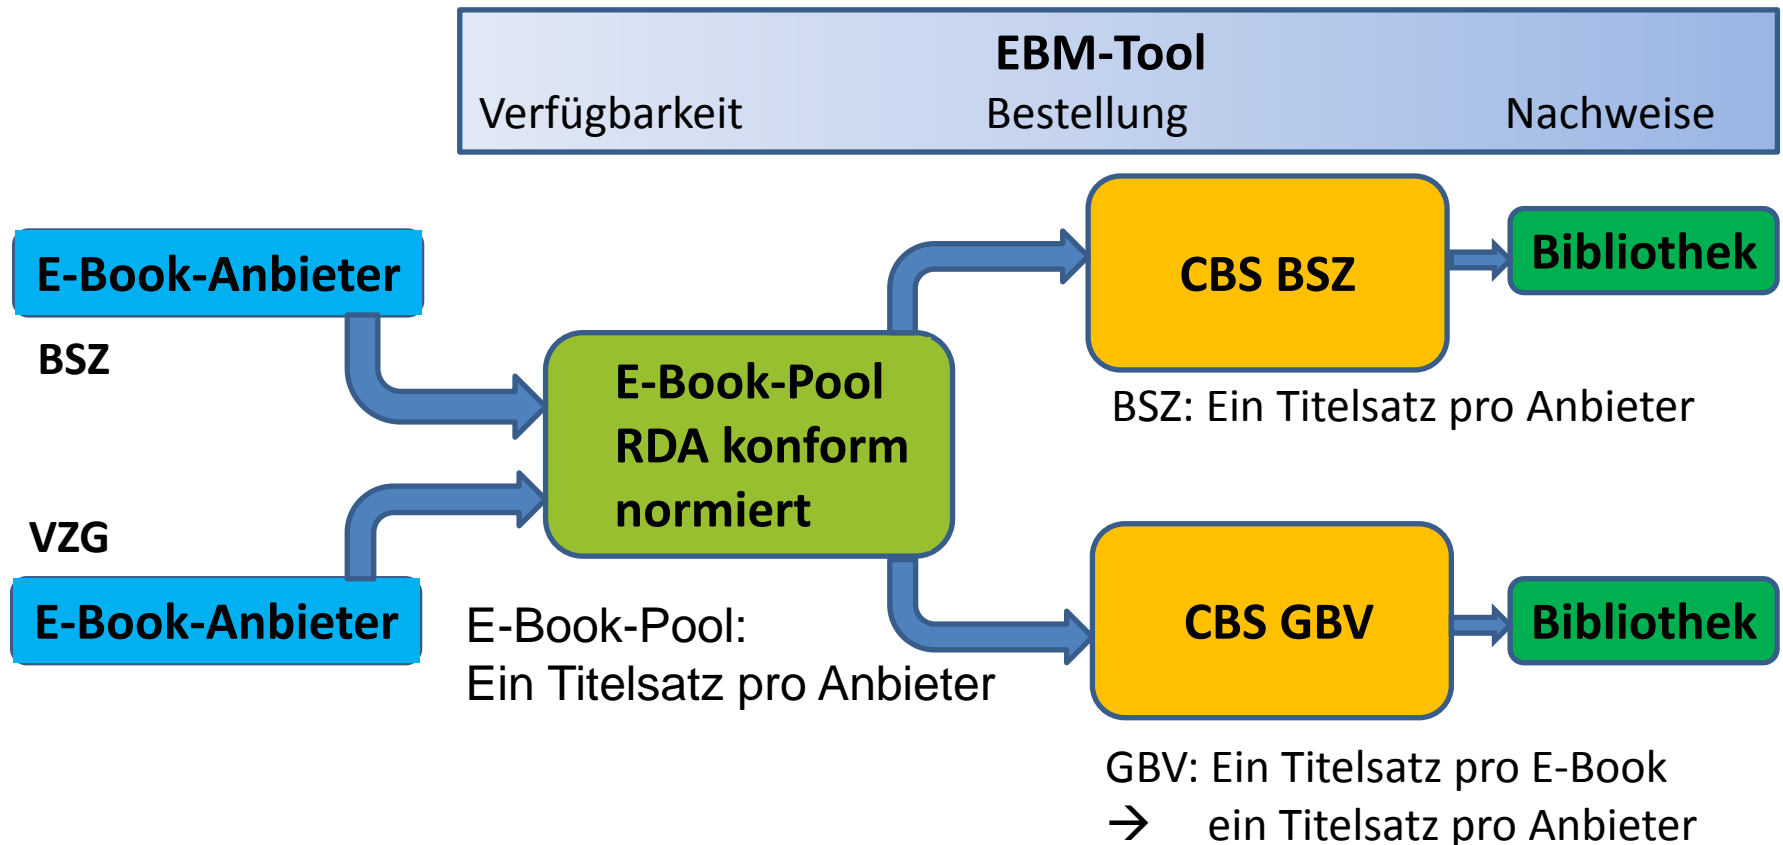 EBM-Tool
Verfügbarkeit Bestellung Nachweise
E-Book-Anbieter
BSZ
VZG
E-Book-Anbieter
E-Book-Pool
RDA konform
normiert
E-Book-Pool:
Ein Titelsatz pro Anbieter
CBS BSZ
Bibliothek
BSZ: Ein Titelsatz pro Anbieter
CBS GBV
Bibliothek
GBV: Ein Titelsatz pro E-Book
→ ein Titelsatz pro Anbieter